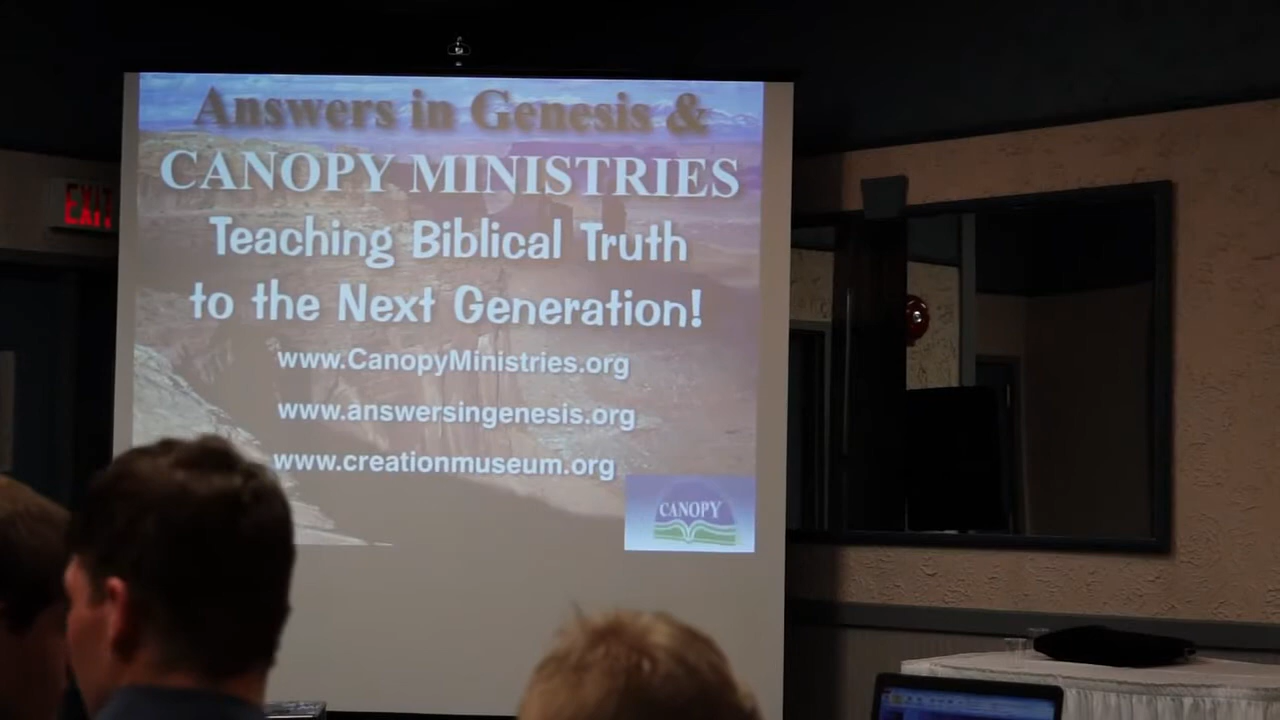 EXIT
Answers in Genesis &
CANOPY MINISTRIES
Teaching Biblical Truth
to the Next Generation!
www.CanopyMinistries.org
www.answersingenesis.org
www.creationmuseum.org
CANOPY